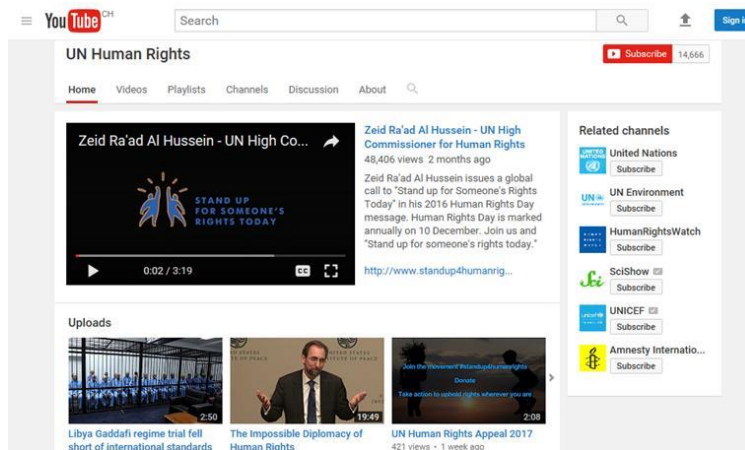 YouTube CH
Search
Sign in
UN Human Rights
Subscribe 14,666
Home Videos Playlists Channels Discussion About
Zeid Ra'ad Al Hussein - UN High Co...
STAND UP
FOR SOMEONE'S
RIGHTS TODAY
0:02 / 3:19
CC
Zeid Ra'ad Al Hussein - UN High
Commissioner for Human Rights
48,406 views 2 months ago
Zeid Ra'ad Al Hussein issues a global
call to "Stand up for Someone's Rights
Today" in his 2016 Human Rights Day
message. Human Rights Day is marked
annually on 10 December. Join us and
"Stand up for someone's rights today."
http://www.standup4humanrig...
Related channels
UNITED
NATIONS
United Nations
Subscribe
UN
UN Environment
Subscribe
HumanRightsWatch
Subscribe
Sci
SciShow
Subscribe
unicef
UNICEF
Subscribe
Amnesty Internatio...
Subscribe
Uploads
2:50
Libya Gaddafi regime trial fell
short of international standards
19:49
The Impossible Diplomacy of
Human Rights
Join the movement #standup4humanrights
Donate
Take action to uphold rights wherever you are
2:08
UN Human Rights Appeal 2017
421 views • 1 week ago